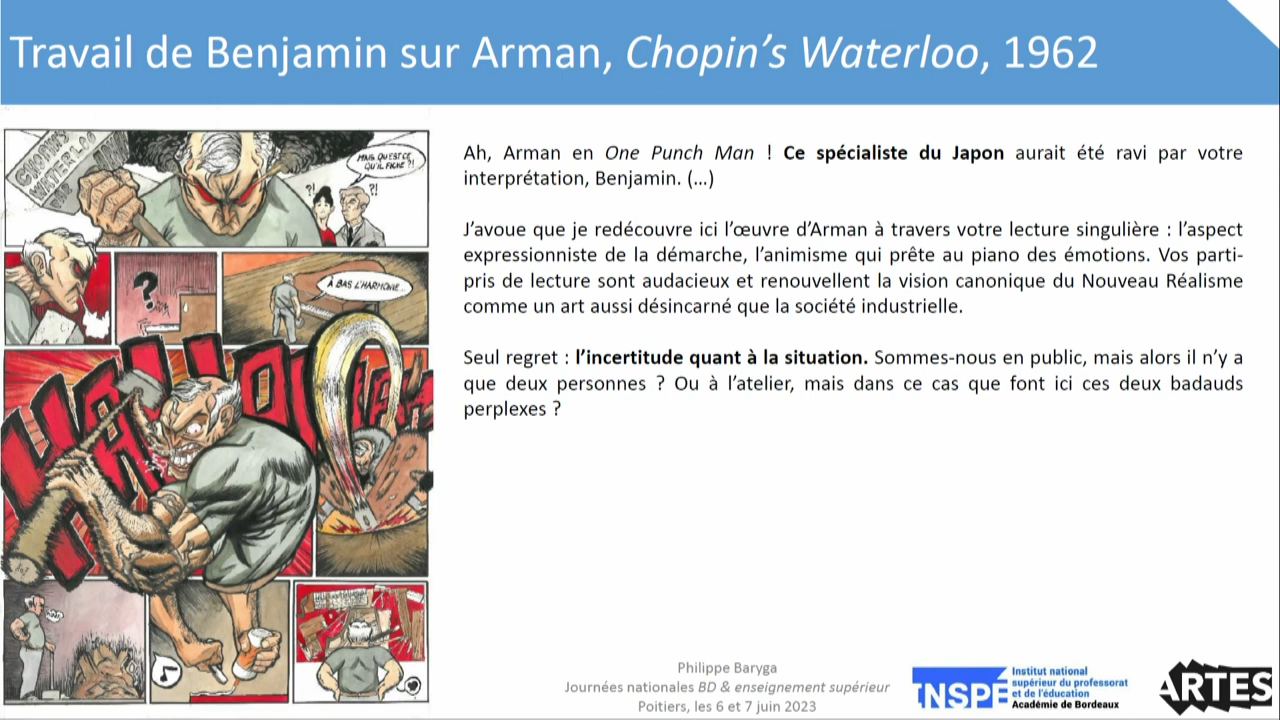 Travail de Benjamin sur Arman, Chopin’s Waterloo, 1962
CHOPIN'S
WATERLOO
MAIS QU'EST CE
QU'IL FICHE ?!
?!
?!
?
À BAS L'HARMONIE...
Ah, Arman en One Punch Man ! Ce spécialiste du Japon aurait été ravi par votre
interprétation, Benjamin. (…)
J’avoue que je redécouvre ici l’œuvre d’Arman à travers votre lecture singulière : l’aspect
expressionniste de la démarche, l’animisme qui prête au piano des émotions. Vos parti-
pris de lecture sont audacieux et renouvellent la vision canonique du Nouveau Réalisme
comme un art aussi désincarné que la société industrielle.
Seul regret : l’incertitude quant à la situation. Sommes-nous en public, mais alors il n’y a
que deux personnes ? Ou à l’atelier, mais dans ce cas que font ici ces deux badauds
perplexes ?
Philippe Baryga
Journées nationales BD & enseignement supérieur
Poitiers, les 6 et 7 juin 2023
INSPÉ
Institut national
supérieur du professorat
et de l’éducation
Académie de Bordeaux
ARTES